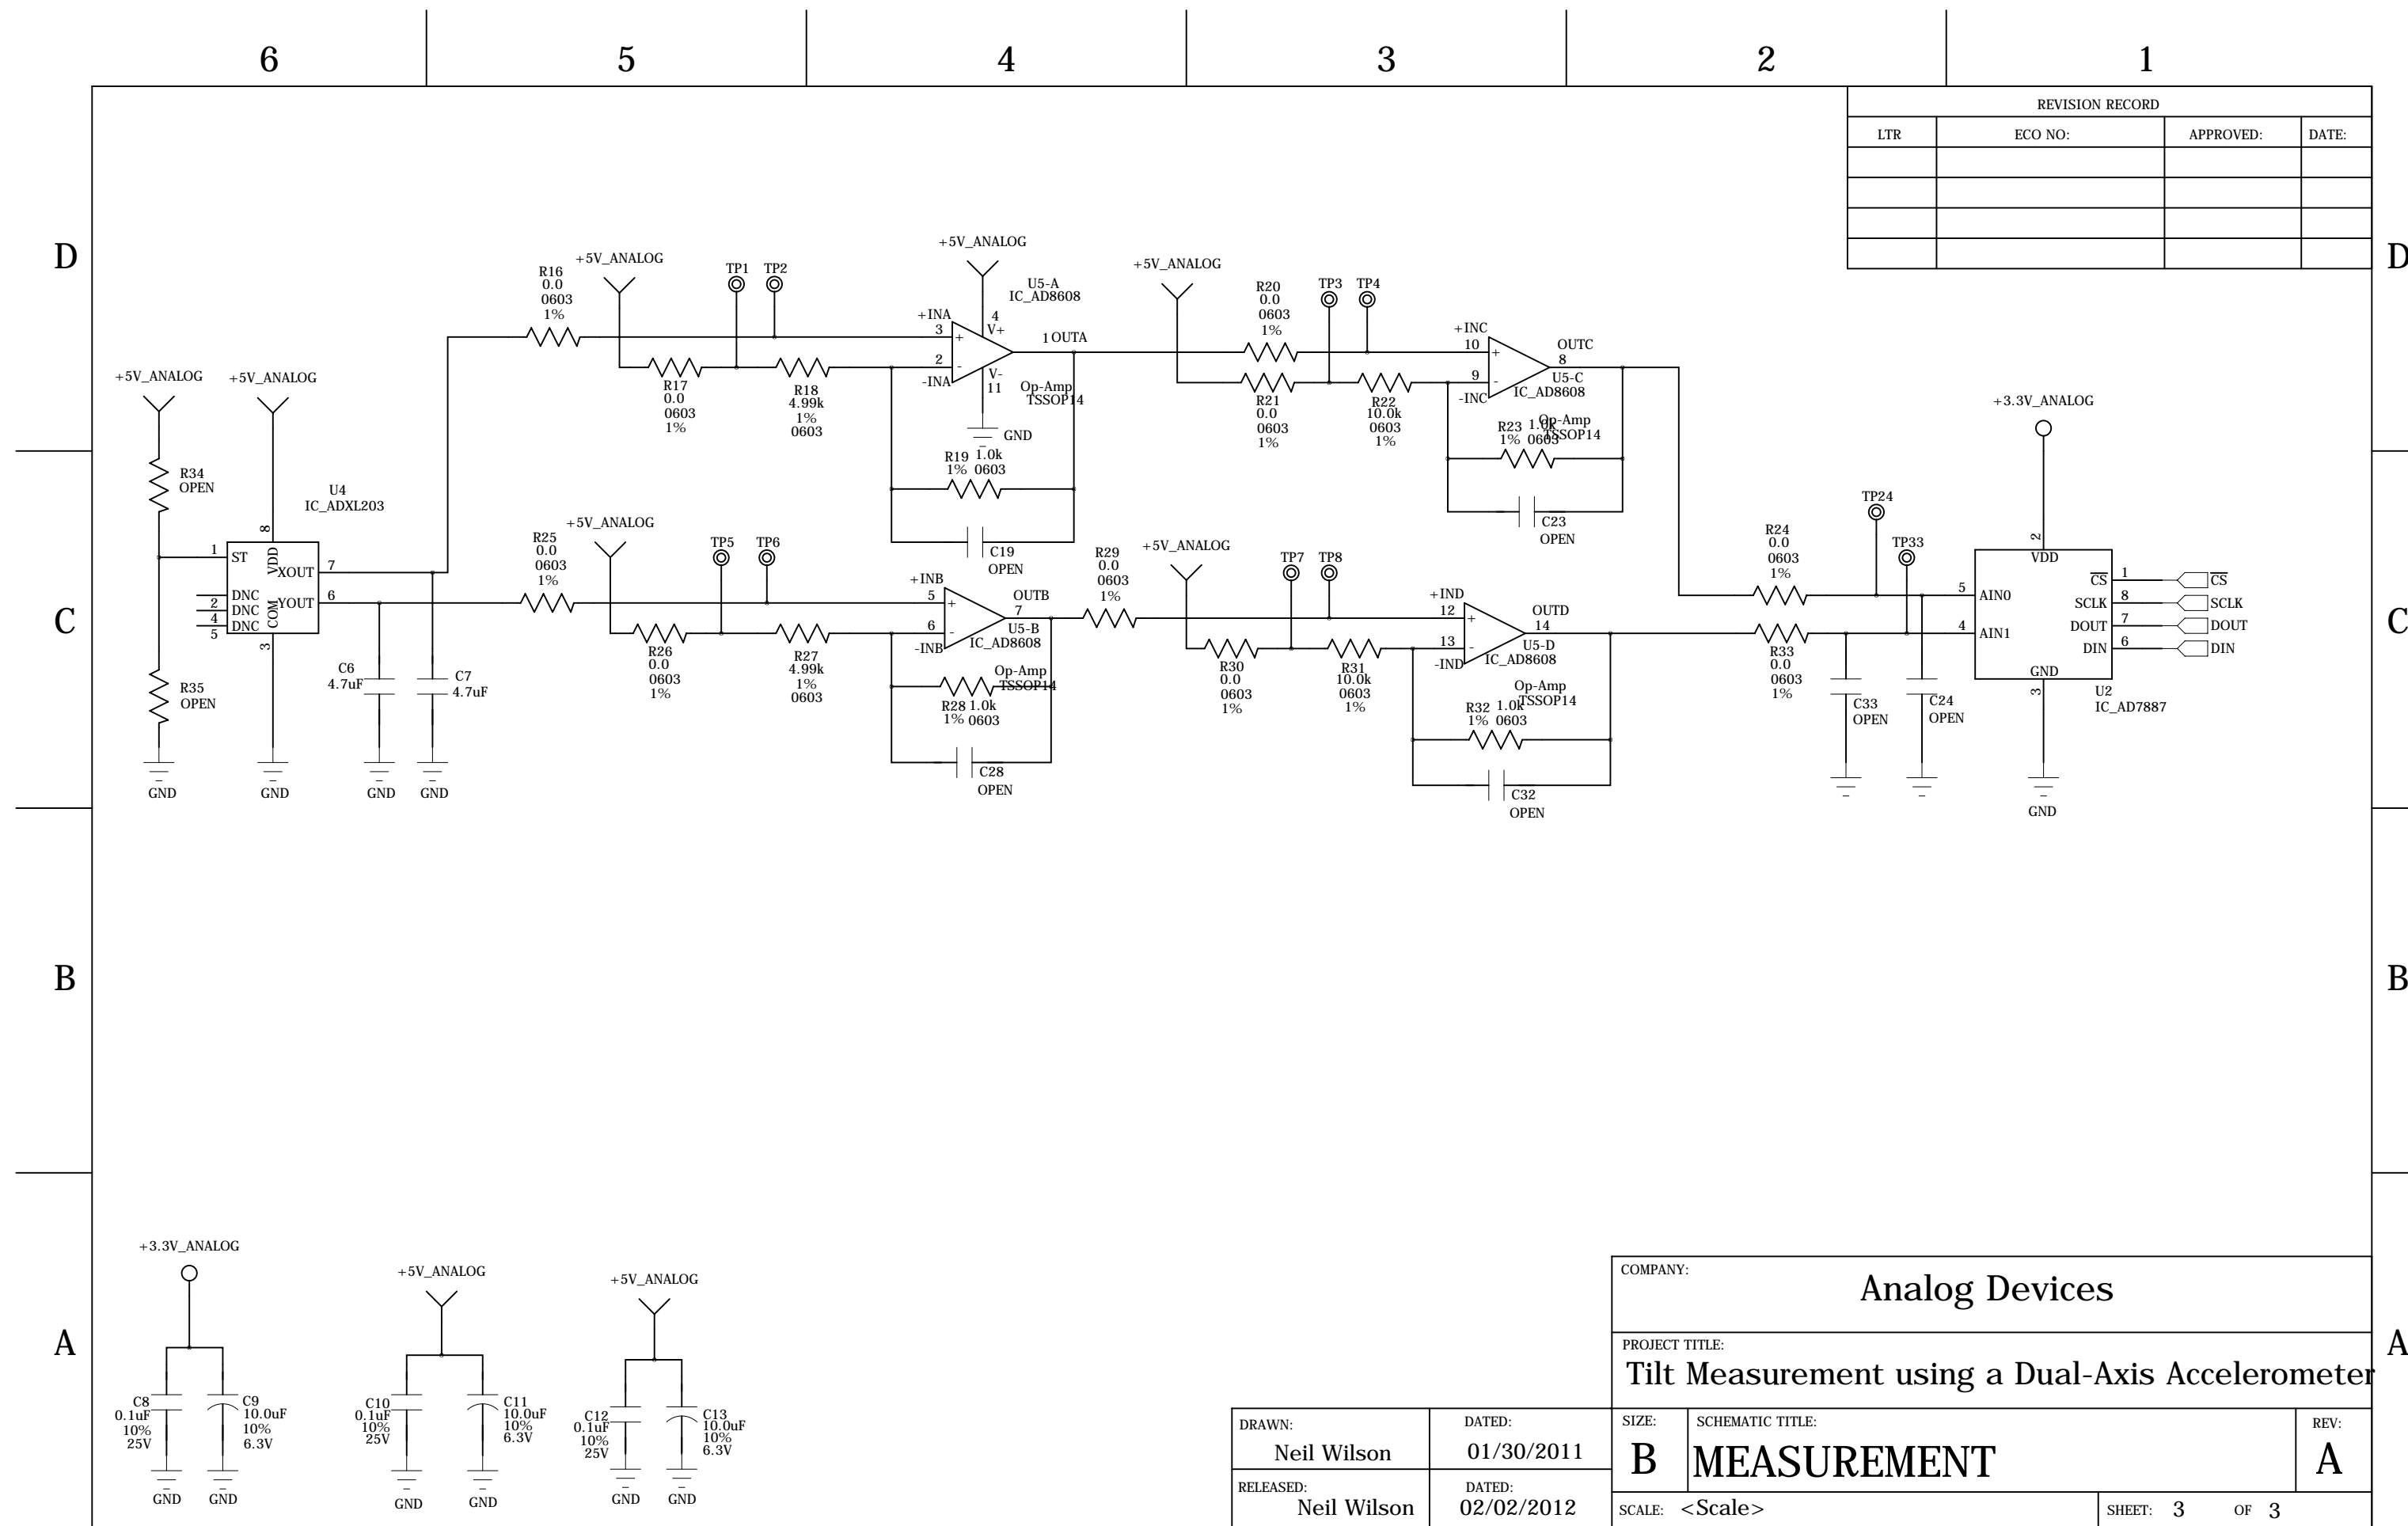 6 5 4 3 2 1
REVISION RECORD
LTR ECO NO: APPROVED: DATE:
D D
+5V_ANALOG
U5-A
IC_AD8608
+INA
3
+
4
V+
2
-
-INA
V-
11
1 OUTA
Op-Amp
TSSOP14
GND
R16
0.0
0603
1%
+5V_ANALOG
TP1 TP2
R17
0.0
0603
1%
R18
4.99k
1%
0603
R19 1.0k
1% 0603
C19
OPEN
+5V_ANALOG
R20
0.0
0603
1%
TP3 TP4
R21
0.0
0603
1%
R22
10.0k
0603
1%
+INC
10
+
9
-
-INC
OUTC
8
U5-C
IC_AD8608
Op-Amp
TSSOP14
R23 1.0k
1% 0603
C23
OPEN
+5V_ANALOG +5V_ANALOG
R34
OPEN
U4
IC_ADXL203
8
1 ST VDD XOUT 7
DNC YOUT 6
2 DNC
4 DNC
5 COM
3
R35
OPEN
C6
4.7uF
C7
4.7uF
GND GND GND GND
R25
0.0
0603
1%
+5V_ANALOG
TP5 TP6
R26
0.0
0603
1%
R27
4.99k
1%
0603
+INB
5
+
6
-
-INB
OUTB
7
U5-B
IC_AD8608
Op-Amp
TSSOP14
R28 1.0k
1% 0603
C28
OPEN
R29
0.0
0603
1%
+5V_ANALOG
TP7 TP8
R30
0.0
0603
1%
R31
10.0k
0603
1%
+IND
12
+
13
-
-IND
OUTD
14
U5-D
IC_AD8608
Op-Amp
TSSOP14
R32 1.0k
1% 0603
C32
OPEN
R24
0.0
0603
1%
TP24
TP33
R33
0.0
0603
1%
C33
OPEN
C24
OPEN
+3.3V_ANALOG
2
VDD
CS 1 CS
5 AIN0
SCLK 8 SCLK
DOUT 7 DOUT
4 AIN1
DIN 6 DIN
GND
3
U2
IC_AD7887
GND
C C
B B
A A
+3.3V_ANALOG
C8
0.1uF
10%
25V
C9
10.0uF
10%
6.3V
GND GND
+5V_ANALOG
C10
0.1uF
10%
25V
C11
10.0uF
10%
6.3V
GND GND
+5V_ANALOG
C12
0.1uF
10%
25V
C13
10.0uF
10%
6.3V
GND GND
COMPANY:
Analog Devices
PROJECT TITLE:
Tilt Measurement using a Dual-Axis Accelerometer
DRAWN: DATED:
Neil Wilson 01/30/2011
RELEASED: DATED:
Neil Wilson 02/02/2012
SIZE: SCHEMATIC TITLE: REV:
B MEASUREMENT A
SCALE: <Scale> SHEET: 3 OF 3